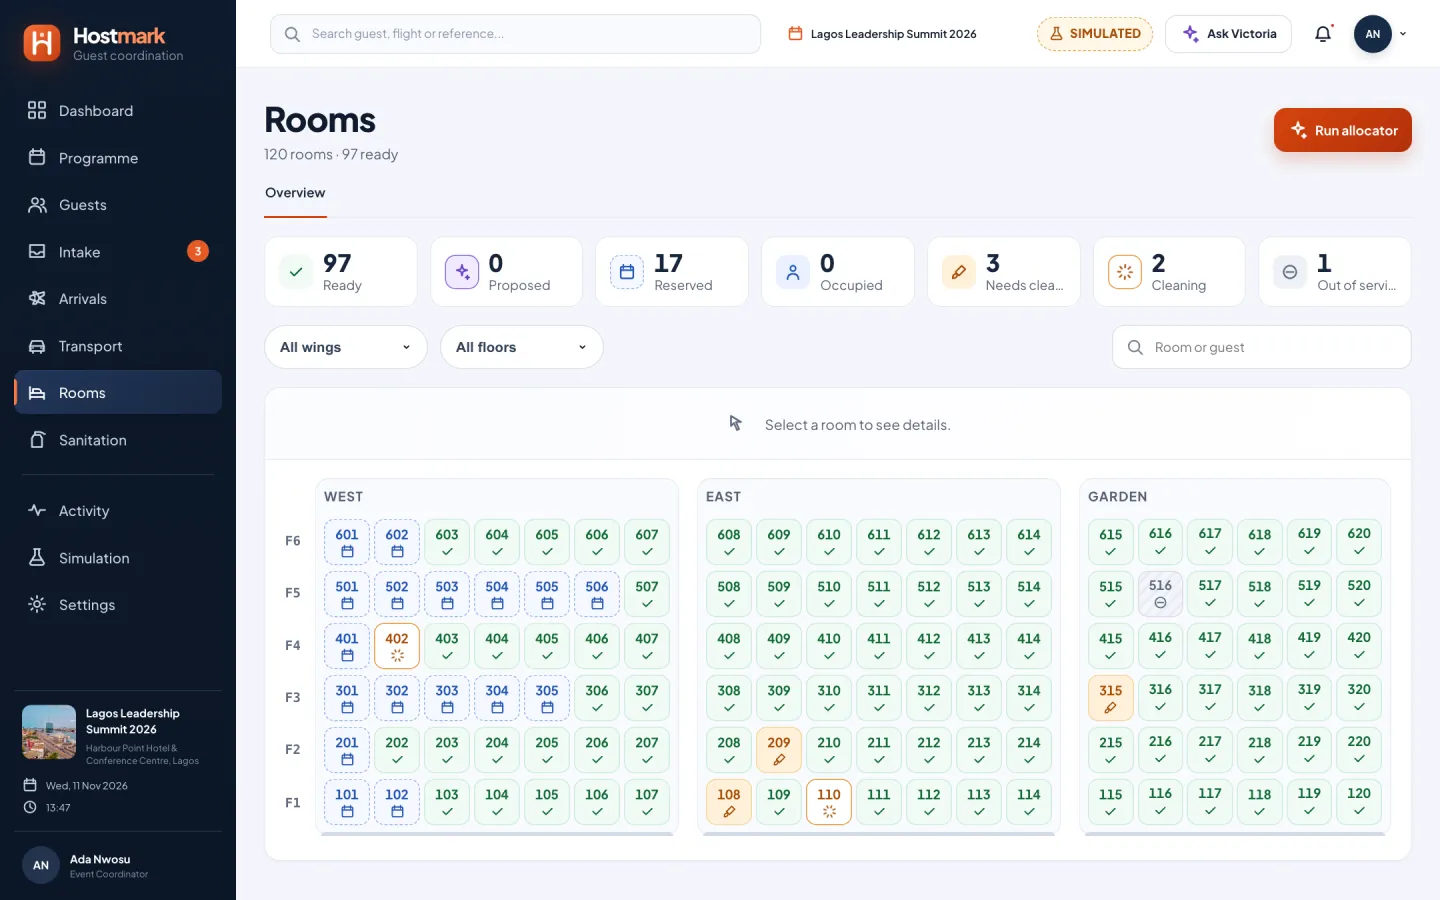 Hostmark
Guest coordination
Dashboard
Programme
Guests
Intake 3
Arrivals
Transport
Rooms
Sanitation
Activity
Simulation
Settings
Lagos Leadership
Summit 2026
Harbour Point Hotel &
Conference Centre, Lagos
Wed, 11 Nov 2026
13:47
AN
Ada Nwosu
Event Coordinator
Search guest, flight or reference...
Lagos Leadership Summit 2026
SIMULATED
Ask Victoria
AN
Rooms
120 rooms · 97 ready
Run allocator
Overview
97
Ready
0
Proposed
17
Reserved
0
Occupied
3
Needs clea...
2
Cleaning
1
Out of servi...
All wings
All floors
Room or guest
Select a room to see details.
WEST EAST GARDEN
F6 601 602 603 604 605 606 607 608 609 610 611 612 613 614 615 616 617 618 619 620
F5 501 502 503 504 505 506 507 508 509 510 511 512 513 514 515 516 517 518 519 520
F4 401 402 403 404 405 406 407 408 409 410 411 412 413 414 415 416 417 418 419 420
F3 301 302 303 304 305 306 307 308 309 310 311 312 313 314 315 316 317 318 319 320
F2 201 202 203 204 205 206 207 208 209 210 211 212 213 214 215 216 217 218 219 220
F1 101 102 103 104 105 106 107 108 109 110 111 112 113 114 115 116 117 118 119 120